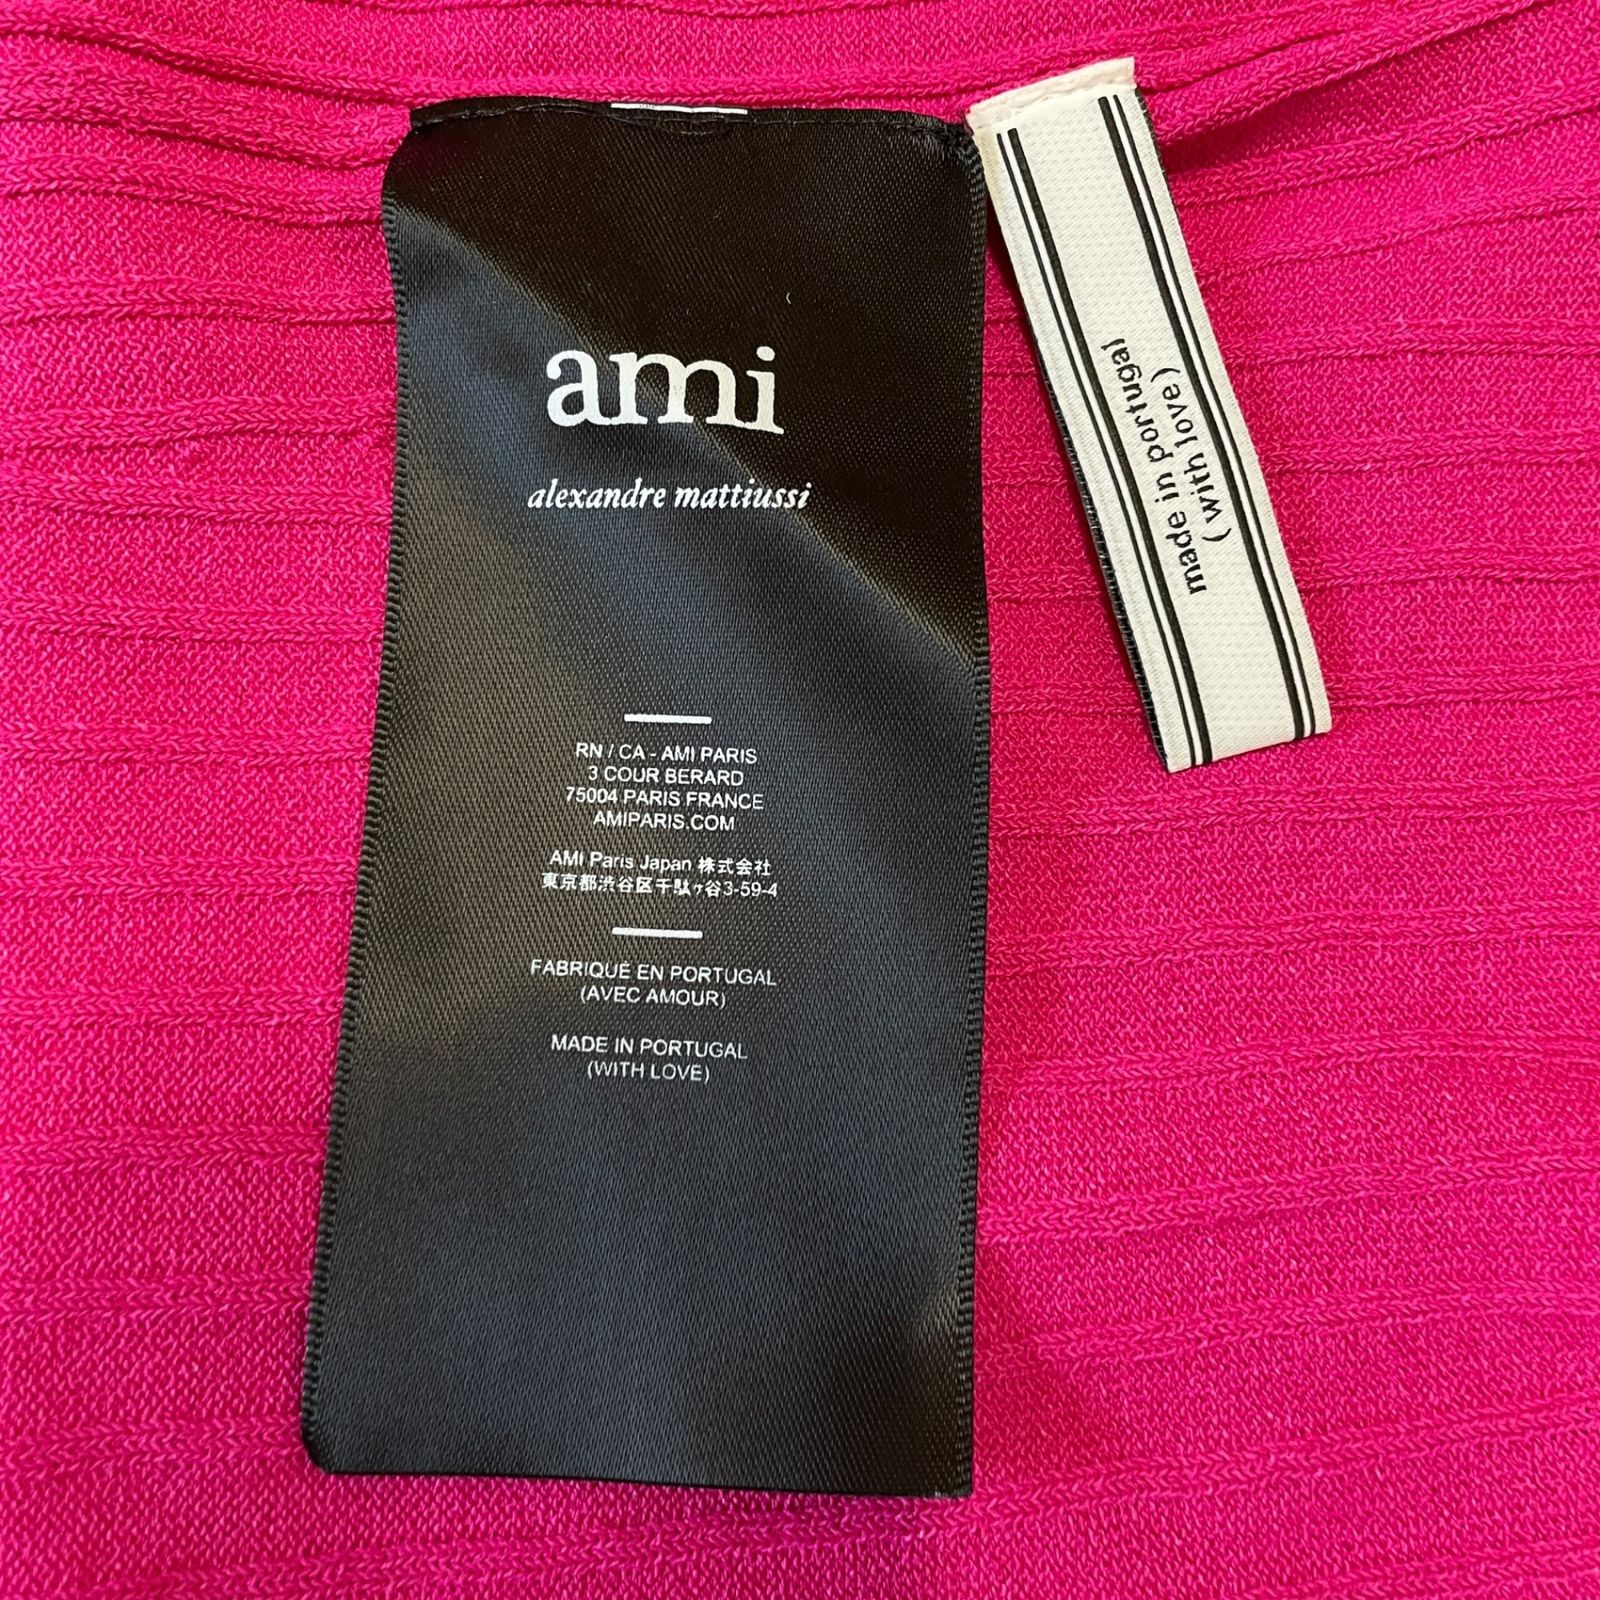 ami
alexandre mattiussi
RN / CA - AMI PARIS
3 COUR BERARD
75004 PARIS FRANCE
AMIPARIS.COM
AMI Paris Japan 株式会社
東京都渋谷区千駄ヶ谷3-59-4
FABRIQUÉ EN PORTUGAL
(AVEC AMOUR)
MADE IN PORTUGAL
(WITH LOVE)
made in portugal
( with love)